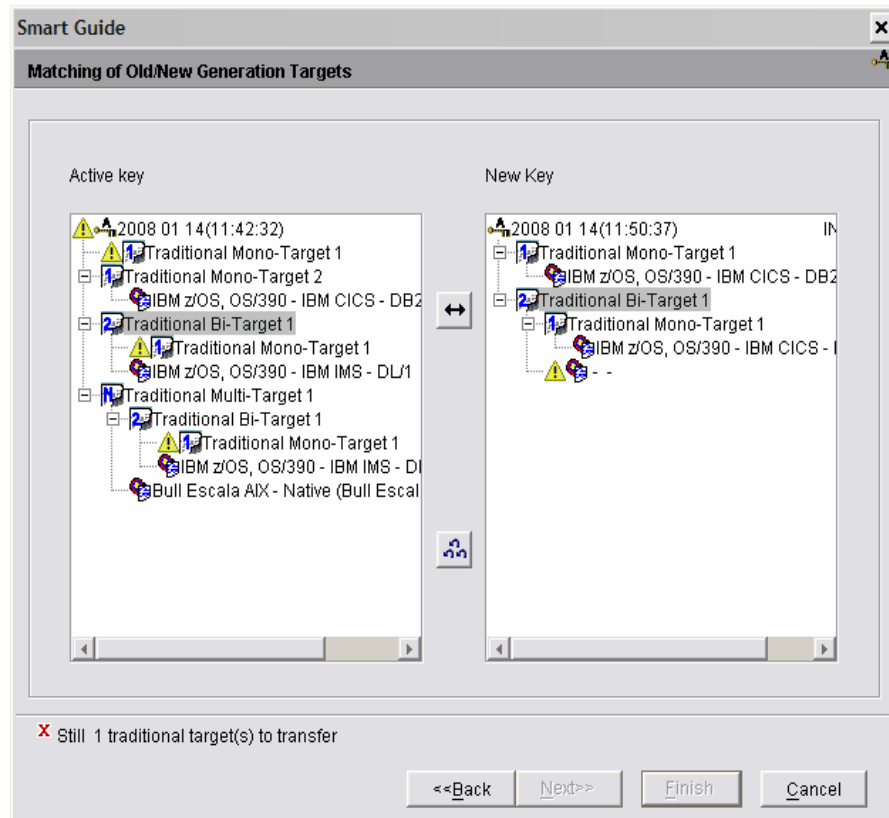 Smart Guide
Matching of Old/New Generation Targets
Active key
New Key
2008 01 14(11:42:32)
Traditional Mono-Target 1
Traditional Mono-Target 2
IBM z/OS, OS/390 - IBM CICS - DB2
Traditional Bi-Target 1
Traditional Mono-Target 1
IBM z/OS, OS/390 - IBM IMS - DL/1
Traditional Multi-Target 1
Traditional Bi-Target 1
Traditional Mono-Target 1
IBM z/OS, OS/390 - IBM IMS - Dl
Bull Escala AIX - Native (Bull Escal
2008 01 14(11:50:37) IN
Traditional Mono-Target 1
IBM z/OS, OS/390 - IBM CICS - DB2
Traditional Bi-Target 1
Traditional Mono-Target 1
IBM z/OS, OS/390 - IBM CICS - I
- -
X Still 1 traditional target(s) to transfer
<<Back Next>> Finish Cancel